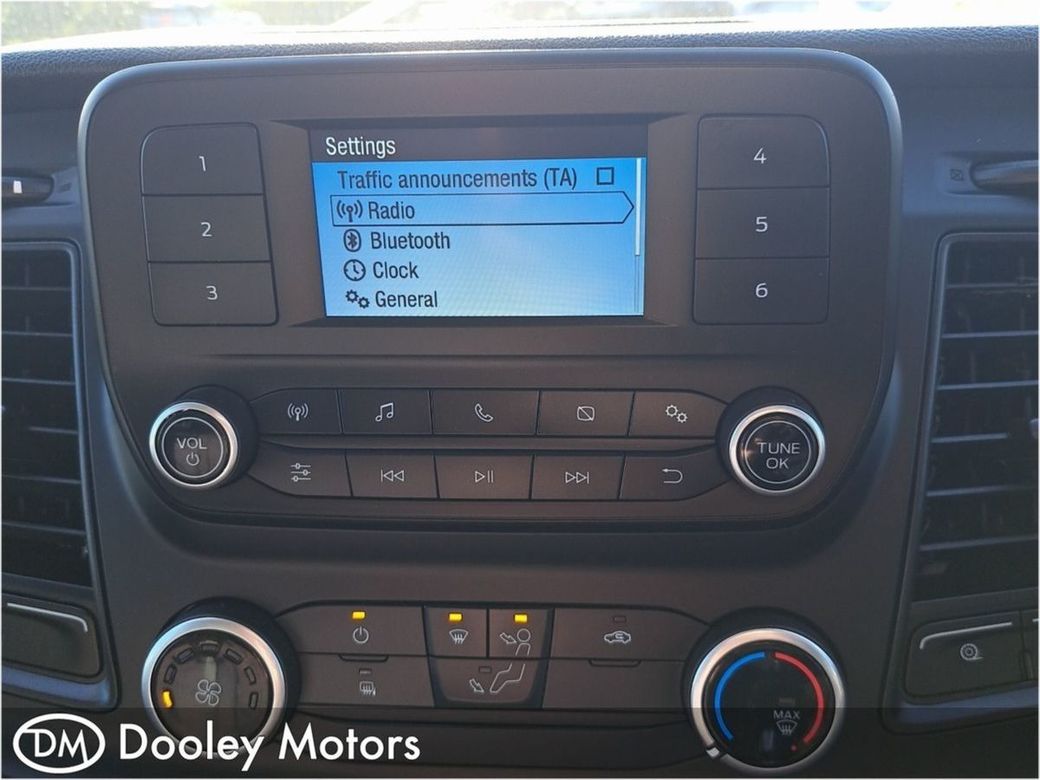 Settings
Traffic announcements (TA)
Radio
Bluetooth
Clock
General
1
2
3
4
5
6
VOL
TUNE
OK
MAX
DM Dooley Motors